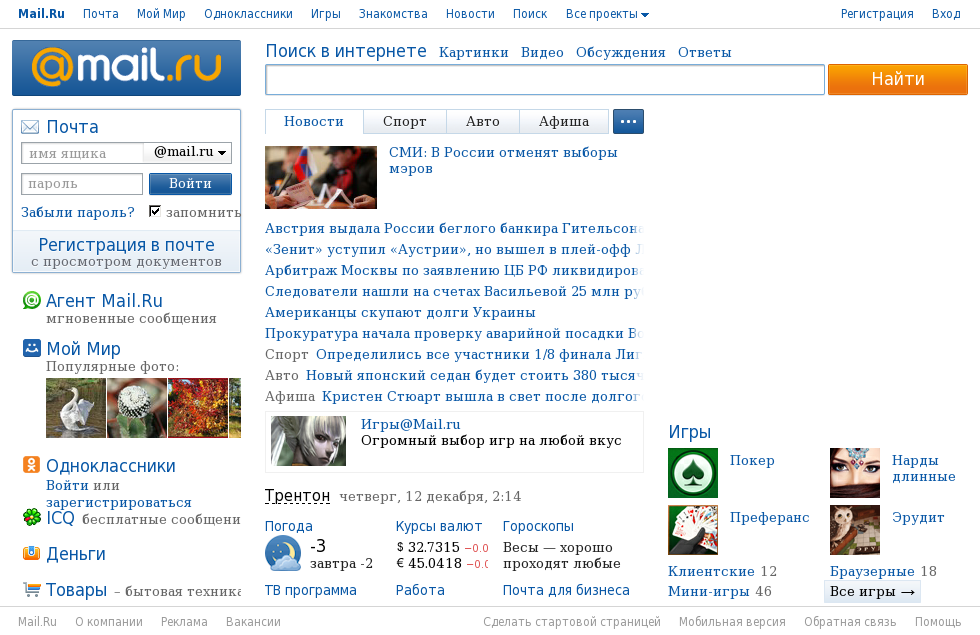 Mail.Ru Почта Мой Мир Одноклассники Игры Знакомства Новости Поиск Все проекты Регистрация Вход
@mail.ru
Почта
имя ящика @mail.ru
пароль Войти
Забыли пароль? запомнить
Регистрация в почте
с просмотром документов
Агент Mail.Ru
мгновенные сообщения
Мой Мир
Популярные фото:
Одноклассники
Войти или
зарегистрироваться
ICQ бесплатные сообщени
Деньги
Товары – бытовая техника
Поиск в интернете Картинки Видео Обсуждения Ответы
Найти
Новости Спорт Авто Афиша ...
СМИ: В России отменят выборы
мэров
Австрия выдала России беглого банкира Гительсона
«Зенит» уступил «Аустрии», но вышел в плей-офф Л
Арбитраж Москвы по заявлению ЦБ РФ ликвидирова
Следователи нашли на счетах Васильевой 25 млн ру
Американцы скупают долги Украины
Прокуратура начала проверку аварийной посадки Bo
Спорт Определились все участники 1/8 финала Лиг
Авто Новый японский седан будет стоить 380 тысяч
Афиша Кристен Стюарт вышла в свет после долгог
Игры@Mail.ru
Огромный выбор игр на любой вкус
Трентон четверг, 12 декабря, 2:14
Погода
-3
завтра -2
Курсы валют
$ 32.7315 −0.0
€ 45.0418 −0.0
Гороскопы
Весы — хорошо
проходят любые
ТВ программа Работа Почта для бизнеса
Игры
Покер
Нарды
длинные
Преферанс
Эрудит
Клиентские 12 Браузерные 18
Мини-игры 46 Все игры →
Mail.Ru О компании Реклама Вакансии Сделать стартовой страницей Мобильная версия Обратная связь Помощь